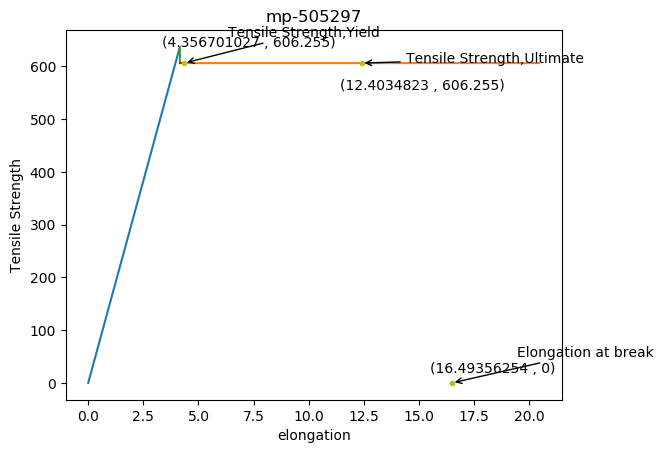 mp-505297
Tensile Strength,Yield
(4.356701027 , 606.255)
Tensile Strength,Ultimate
(12.4034823 , 606.255)
Elongation at break
(16.49356254 , 0)
Tensile Strength
600
500
400
300
200
100
0
0.0 2.5 5.0 7.5 10.0 12.5 15.0 17.5 20.0
elongation